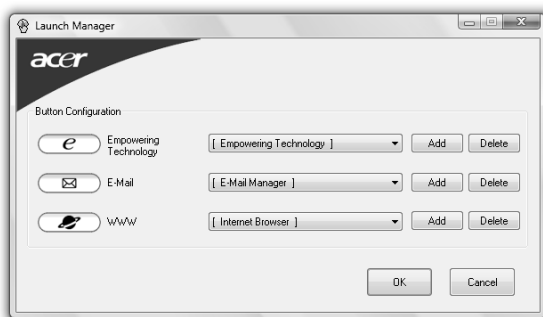 Launch Manager
acer
Button Configuration
e Empowering Technology [ Empowering Technology ] Add Delete
E-Mail [ E-Mail Manager ] Add Delete
WWW [ Internet Browser ] Add Delete
OK Cancel